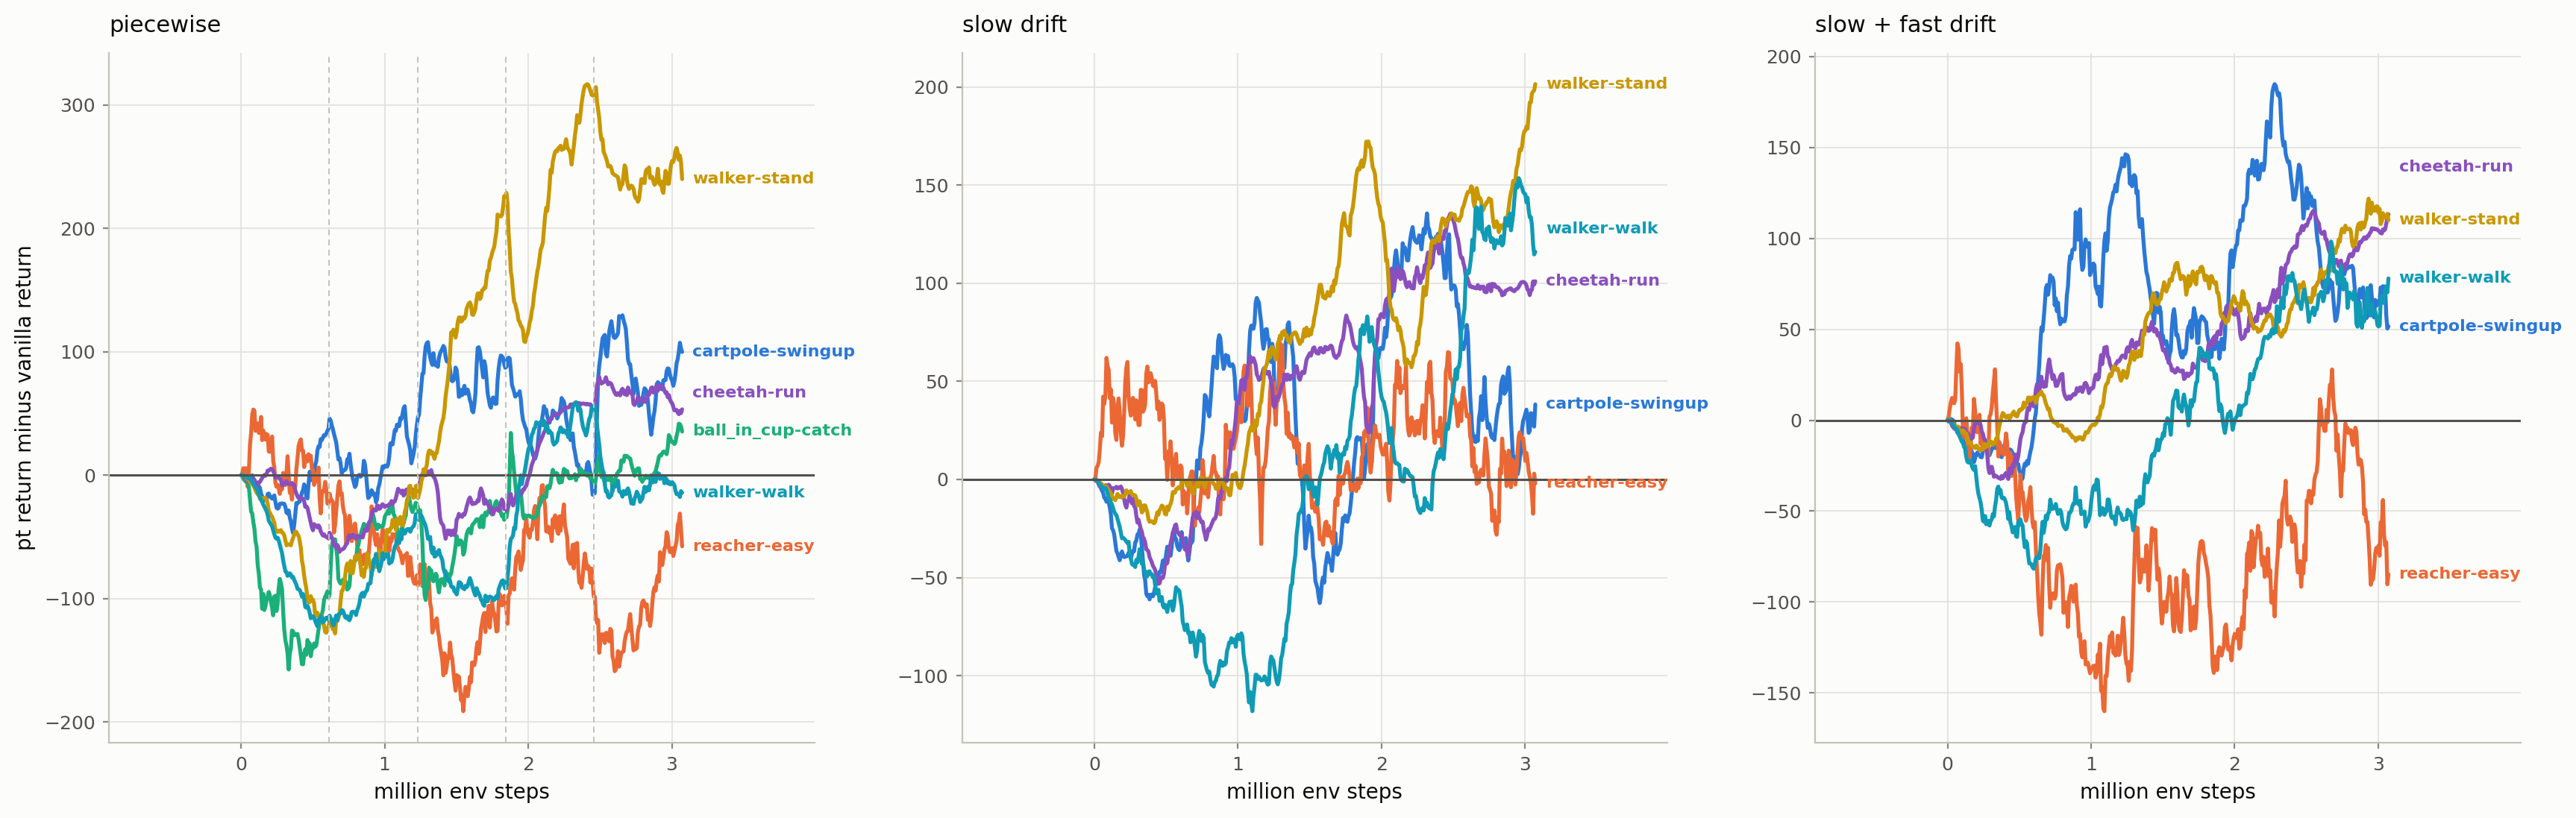 piecewise
pt return minus vanilla return
300
200
100
0
−100
−200
0
1
2
3
million env steps
walker-stand
cartpole-swingup
cheetah-run
ball_in_cup-catch
walker-walk
reacher-easy
slow drift
200
150
100
50
0
−50
−100
0
1
2
3
million env steps
walker-stand
walker-walk
cheetah-run
cartpole-swingup
reacher-easy
slow + fast drift
200
150
100
50
0
−50
−100
−150
0
1
2
3
million env steps
cheetah-run
walker-stand
walker-walk
cartpole-swingup
reacher-easy